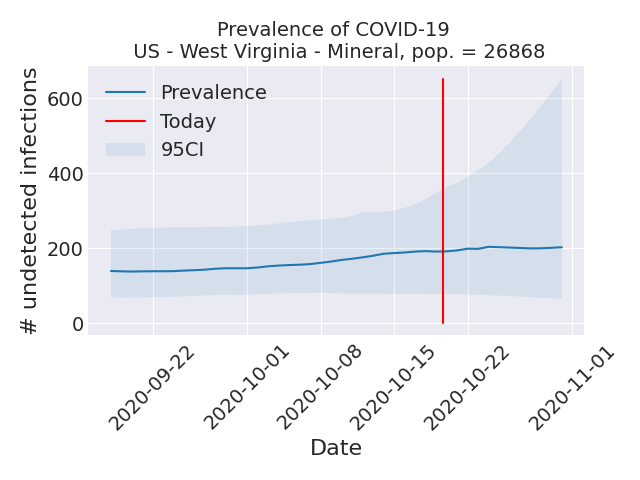 Prevalence of COVID-19
US - West Virginia - Mineral, pop. = 26868
# undetected infections
600
400
200
0
Prevalence
Today
95CI
2020-09-22
2020-10-01
2020-10-08
2020-10-15
2020-10-22
2020-11-01
Date